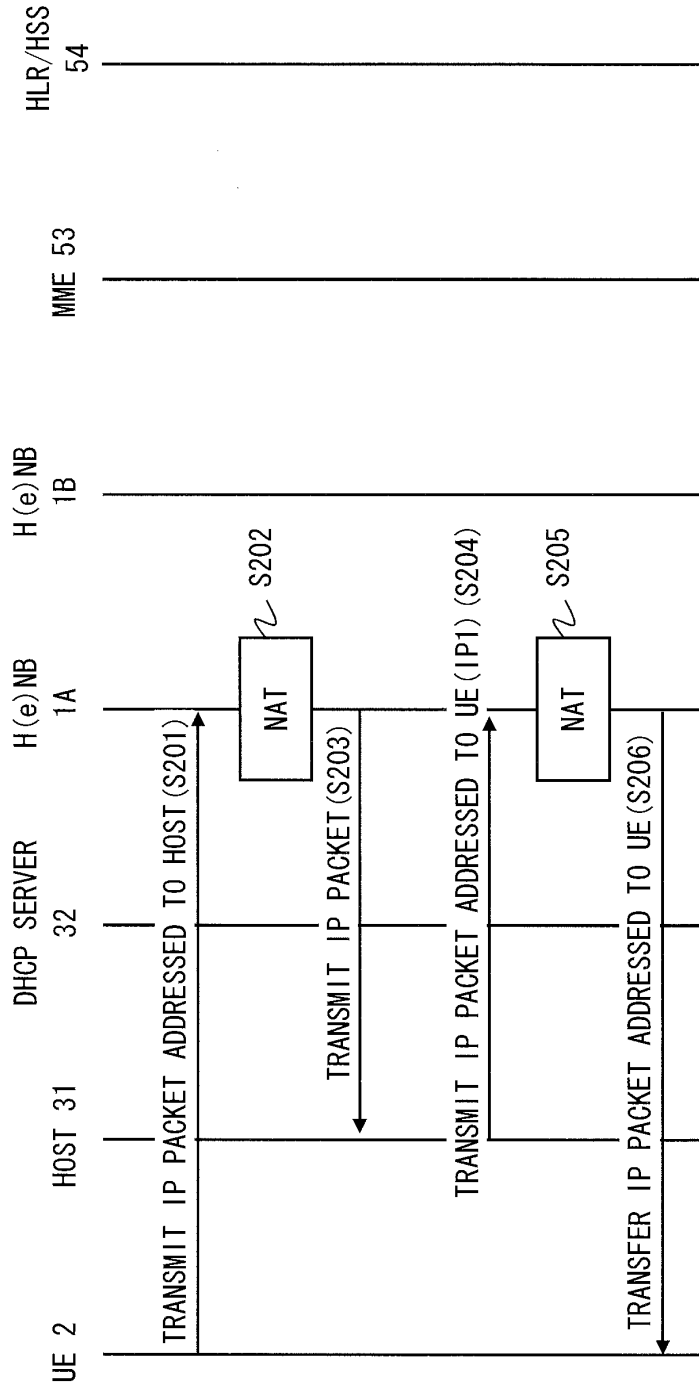 UE 2
HOST 31
DHCP SERVER
32
H(e)NB
1A
H(e)NB
1B
MME 53
HLR/HSS
54
TRANSMIT IP PACKET ADDRESSED TO HOST(S201)
NAT
S202
TRANSMIT IP PACKET(S203)
TRANSMIT IP PACKET ADDRESSED TO UE(IP1)(S204)
NAT
S205
TRANSFER IP PACKET ADDRESSED TO UE(S206)